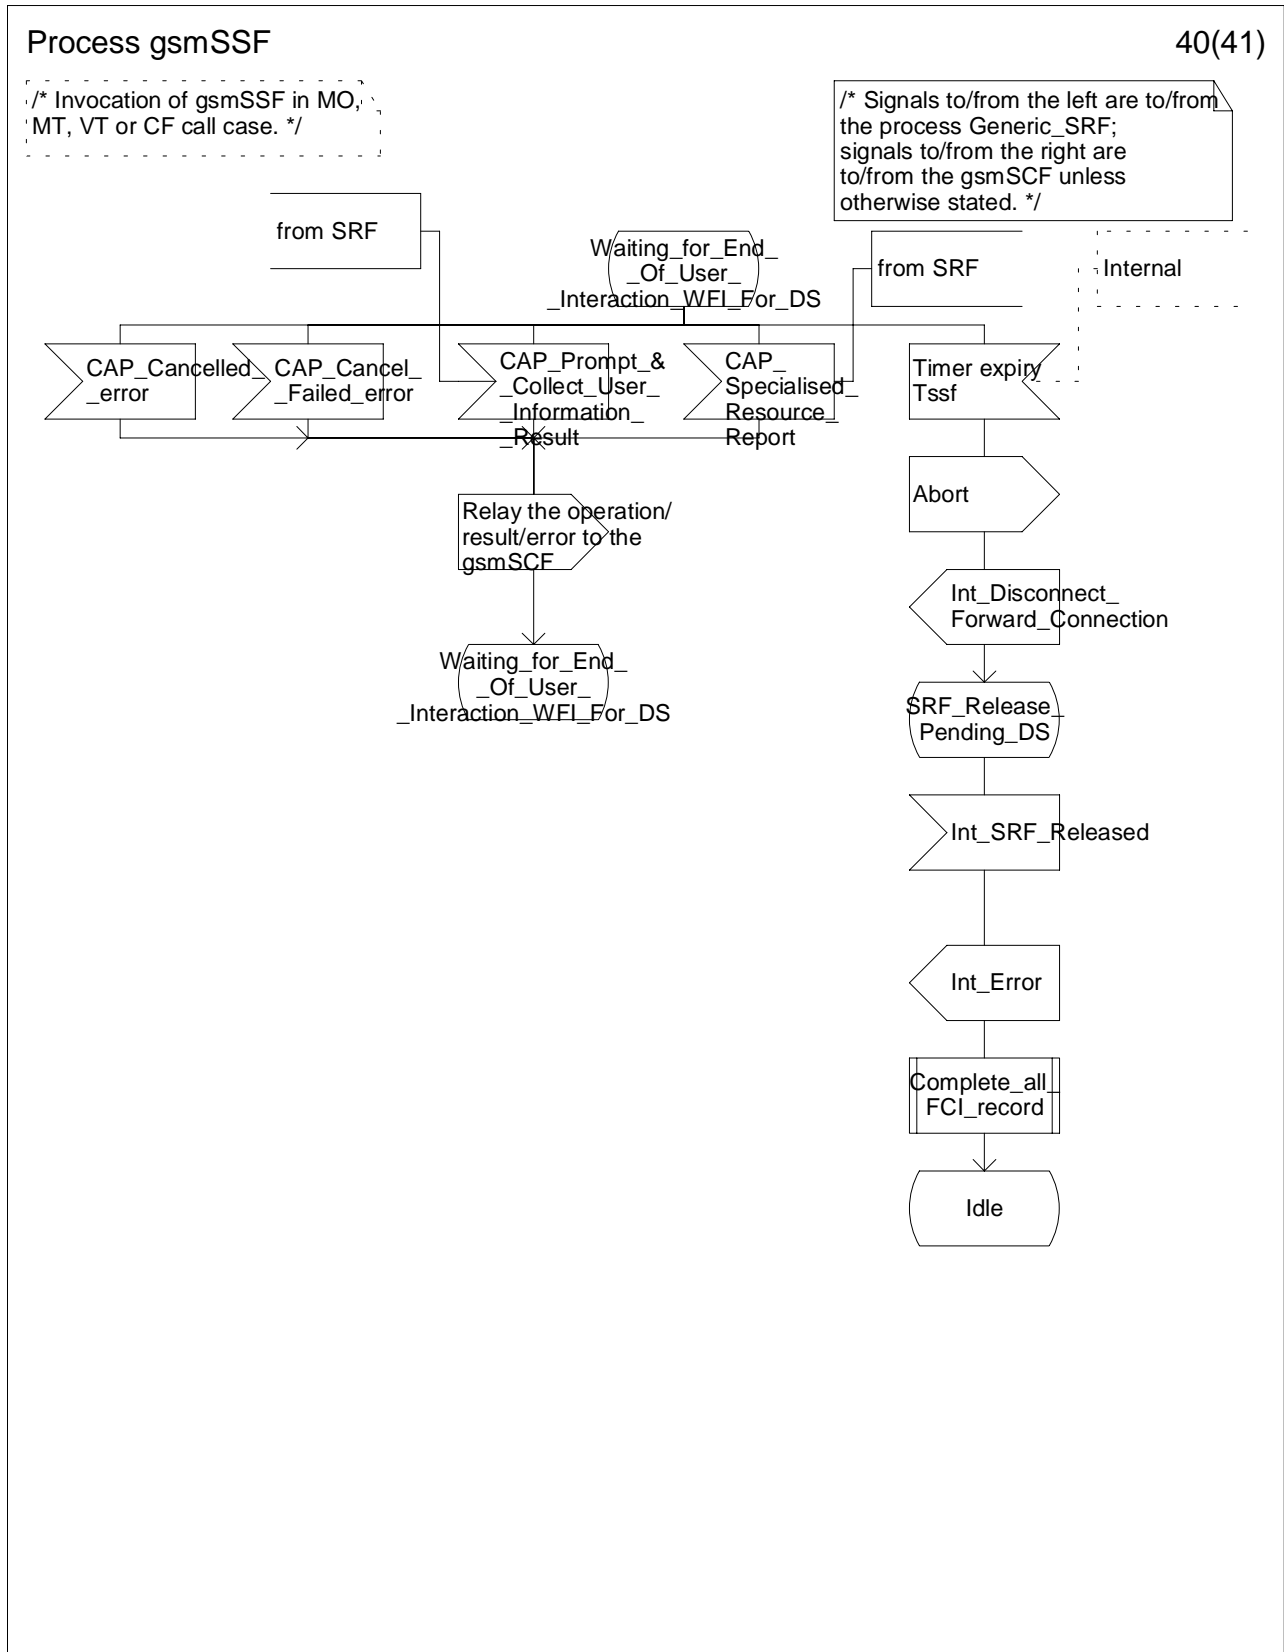 Process gsmSSF
40(41)
/* Invocation of gsmSSF in MO,
MT, VT or CF call case. */
/* Signals to/from the left are to/from
the process Generic_SRF;
signals to/from the right are
to/from the gsmSCF unless
otherwise stated. */
from SRF
Waiting_for_End_
_Of_User_
_Interaction_WFI_For_DS
from SRF
Internal
CAP_Cancelled_
_error
CAP_Cancel_
_Failed_error
CAP_Prompt_&
_Collect_User_
_Information_
_Result
CAP_
Specialised_
Resource_
Report
Timer expiry
Tssf
Relay the operation/
result/error to the
gsmSCF
Waiting_for_End_
_Of_User_
_Interaction_WFI_For_DS
Abort
Int_Disconnect_
Forward_Connection
SRF_Release_
Pending_DS
Int_SRF_Released
Int_Error
Complete_all_
FCI_record
Idle